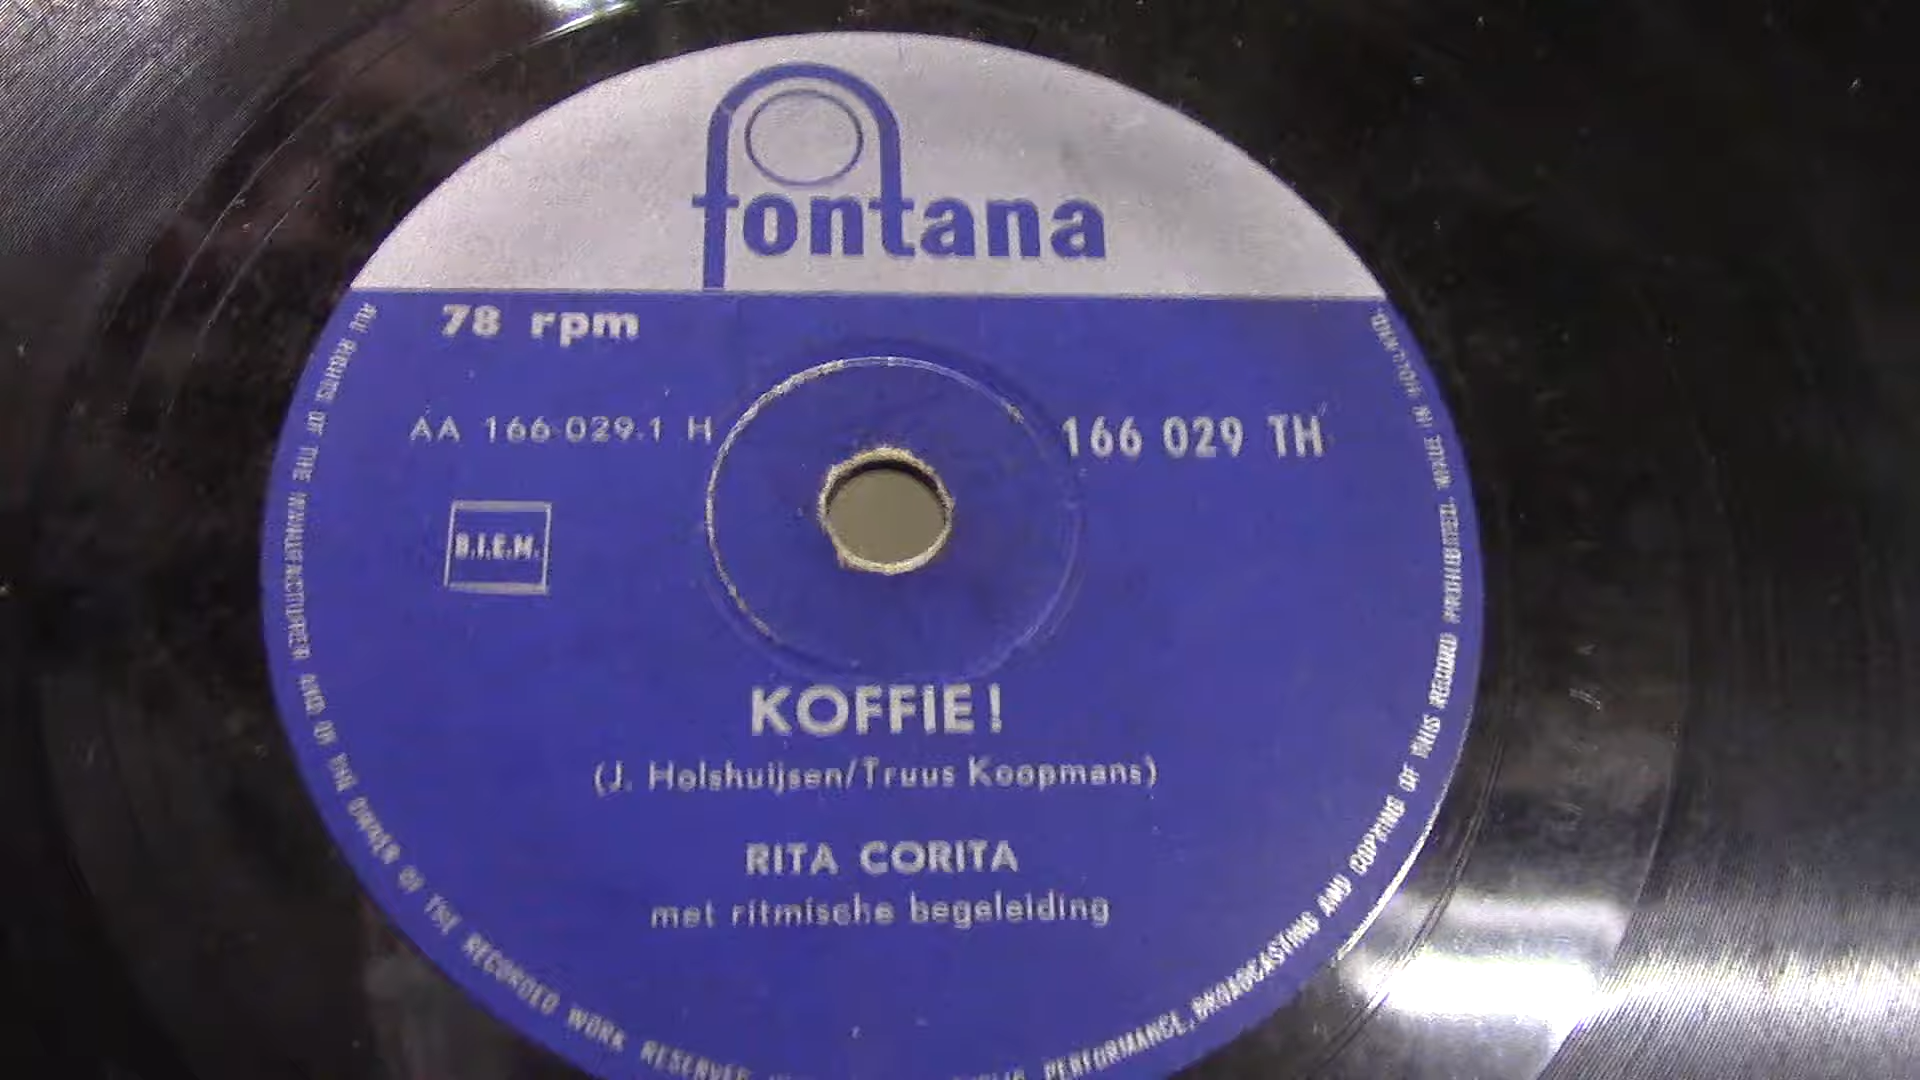 fontana
78 rpm
AA 166 029.1 H
166 029 TH
B.I.E.M.
KOFFIE!
(J. Holshuijsen/Truus Koopmans)
RITA CORITA
met ritmische begeleiding
ALL RIGHTS OF THE MANUFACTURER AND OF THE OWNER OF THE RECORDED WORK RESERVED PERFORMANCE, BROADCASTING AND COPYING OF THIS RECORD PROHIBITED. MADE IN HOLLAND.